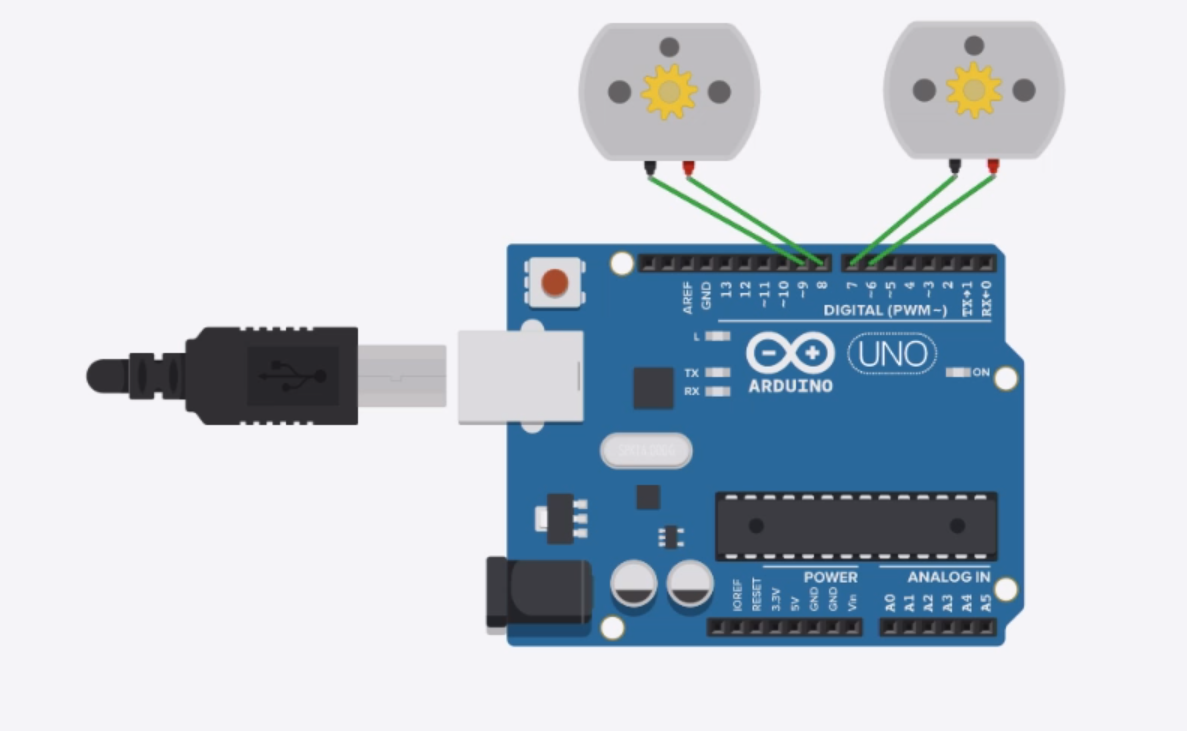 AREF
GND
13
12
~11
~10
~9
8
7
~6
~5
4
~3
2
TX→1
RX←0
DIGITAL (PWM~)
L
TX
RX
ARDUINO
UNO
ON
POWER
ANALOG IN
IOREF
RESET
3.3V
5V
GND
GND
Vin
A0
A1
A2
A3
A4
A5